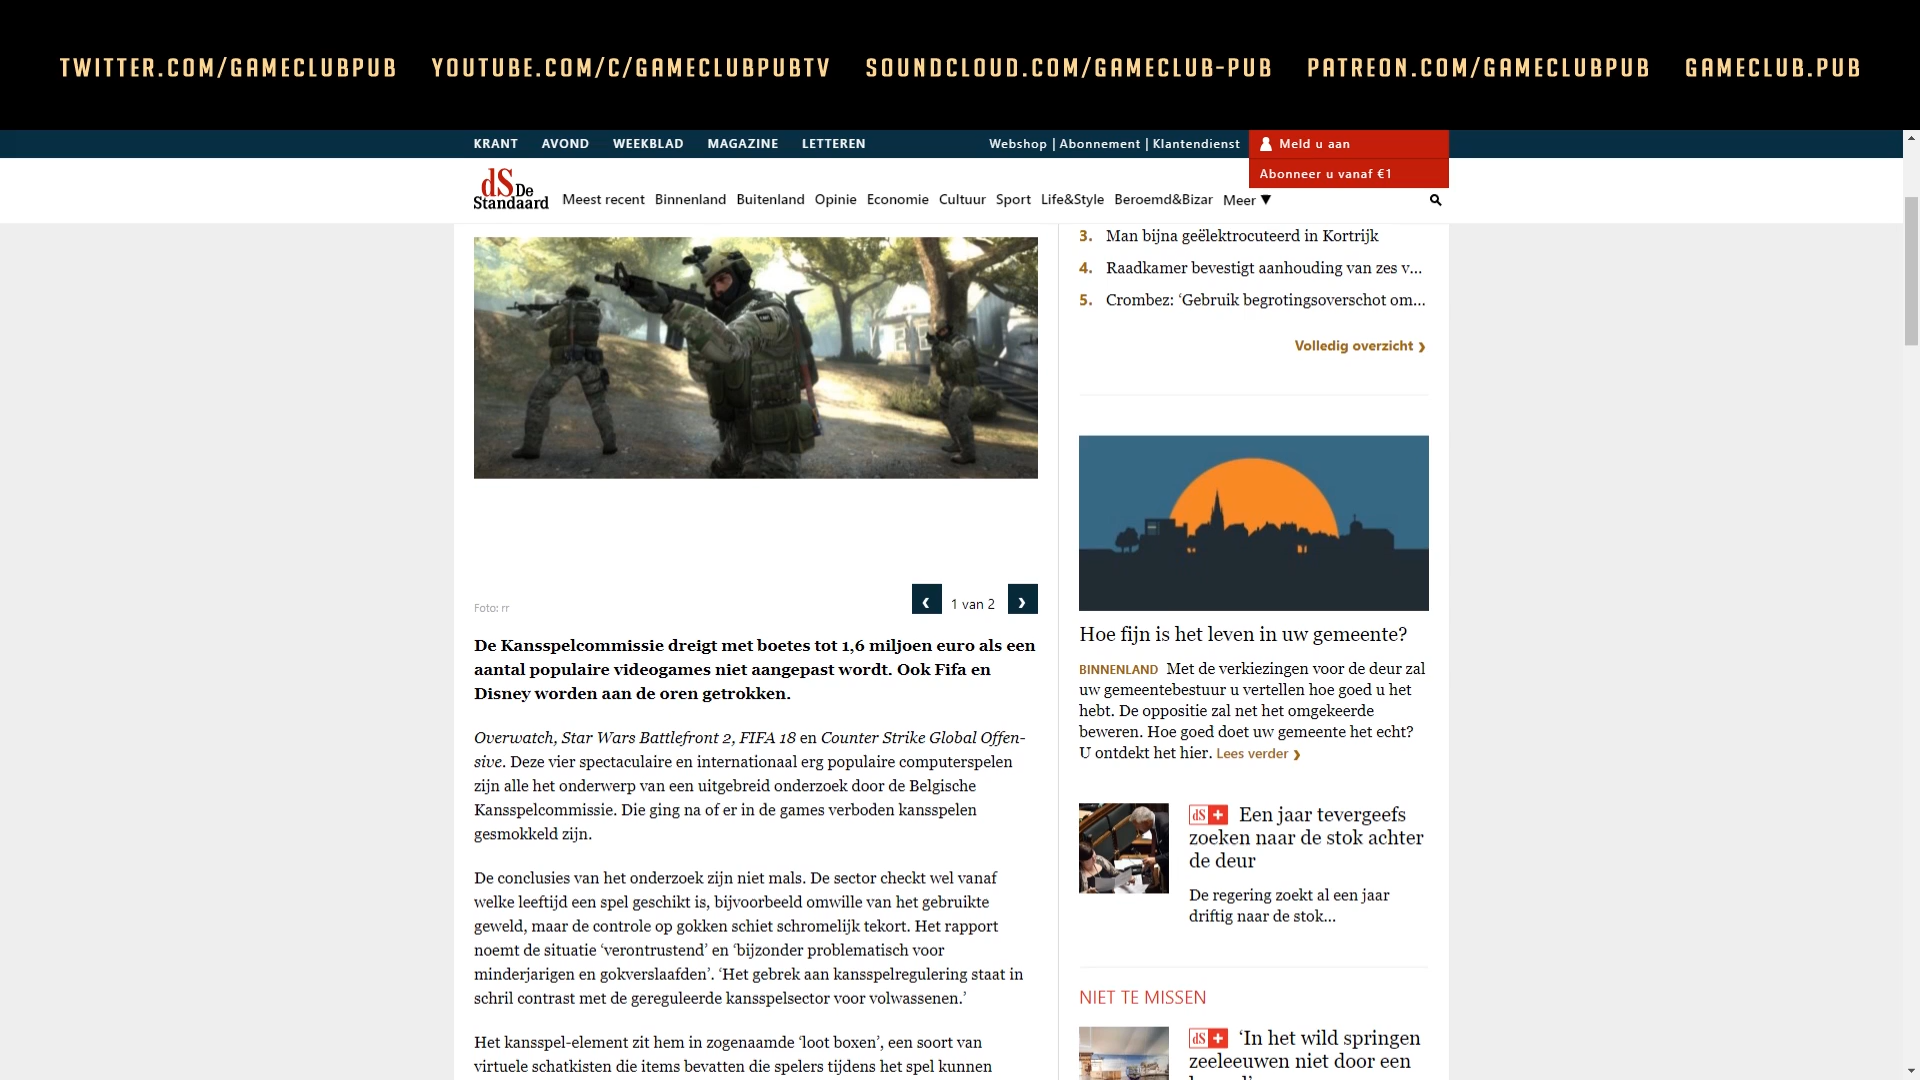 TWITTER.COM/GAMECLUBPUB YOUTUBE.COM/C/GAMECLUBPUBTV SOUNDCLOUD.COM/GAMECLUB-PUB PATREON.COM/GAMECLUBPUB GAMECLUB.PUB
KRANT AVOND WEEKBLAD MAGAZINE LETTEREN Webshop | Abonnement | Klantendienst Meld u aan
Abonneer u vanaf €1
dS De
Standaard
Meest recent Binnenland Buitenland Opinie Economie Cultuur Sport Life&Style Beroemd&Bizar Meer ▼
Foto: rr
‹ 1 van 2 ›
De Kansspelcommissie dreigt met boetes tot 1,6 miljoen euro als een
aantal populaire videogames niet aangepast wordt. Ook Fifa en
Disney worden aan de oren getrokken.
Overwatch, Star Wars Battlefront 2, FIFA 18 en Counter Strike Global Offen-
sive. Deze vier spectaculaire en internationaal erg populaire computerspelen
zijn alle het onderwerp van een uitgebreid onderzoek door de Belgische
Kansspelcommissie. Die ging na of er in de games verboden kansspelen
gesmokkeld zijn.
De conclusies van het onderzoek zijn niet mals. De sector checkt wel vanaf
welke leeftijd een spel geschikt is, bijvoorbeeld omwille van het gebruikte
geweld, maar de controle op gokken schiet schromelijk tekort. Het rapport
noemt de situatie ‘verontrustend’ en ‘bijzonder problematisch voor
minderjarigen en gokverslaafden’. ‘Het gebrek aan kansspelregulering staat in
schril contrast met de gereguleerde kansspelsector voor volwassenen.’
Het kansspel-element zit hem in zogenaamde ‘loot boxen’, een soort van
virtuele schatkisten die items bevatten die spelers tijdens het spel kunnen
3. Man bijna geëlektrocuteerd in Kortrijk
4. Raadkamer bevestigt aanhouding van zes v...
5. Crombez: ‘Gebruik begrotingsoverschot om...
Volledig overzicht ›
Hoe fijn is het leven in uw gemeente?
BINNENLAND Met de verkiezingen voor de deur zal
uw gemeentebestuur u vertellen hoe goed u het
hebt. De oppositie zal net het omgekeerde
beweren. Hoe goed doet uw gemeente het echt?
U ontdekt het hier. Lees verder ›
dS + Een jaar tevergeefs
zoeken naar de stok achter
de deur
De regering zoekt al een jaar
driftig naar de stok...
NIET TE MISSEN
dS + ‘In het wild springen
zeeleeuwen niet door een